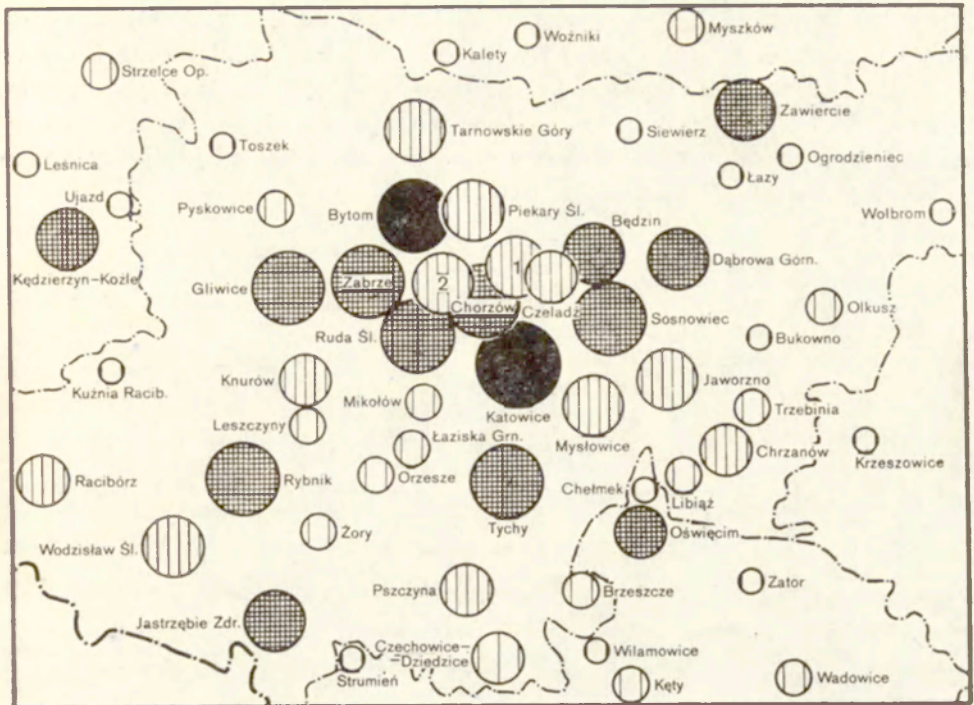 Woźniki
Myszków
Kalety
Strzelce Op.
Zawiercie
Tarnowskie Góry
Siewierz
Toszek
Ogrodzieniec
Leśnica
Łazy
Ujazd
Pyskowice
Bytom
Piekary Śl.
Będzin
Wolbrom
Kędzierzyn-Koźle
Gliwice
Zabrze
2
1
Dąbrowa Górn.
Chorzów
Czeladź
Sosnowiec
Olkusz
Ruda Śl.
Bukowno
Kuźnia Racib.
Knurów
Mikołów
Katowice
Jaworzno
Leszczyny
Mysłowice
Trzebinia
Łaziska Grn.
Chrzanów
Krzeszowice
Racibórz
Rybnik
Orzesze
Tychy
Chełmek
Libiąż
Żory
Oświęcim
Wodzisław Śl.
Pszczyna
Brzeszcze
Zator
Jastrzębie Zdr.
Czechowice-
Dziedzice
Strumień
Wilamowice
Kęty
Wadowice